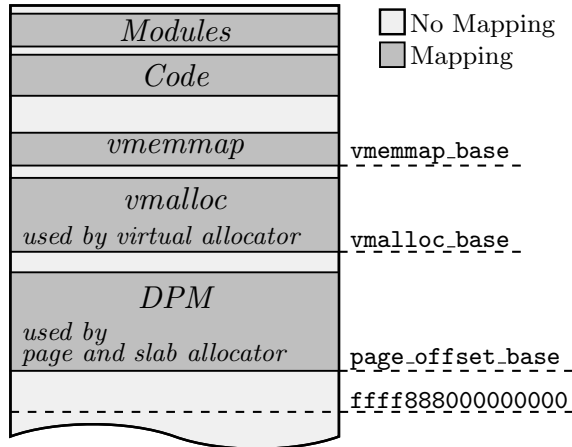 Modules
Code
vmemmap
vmalloc
used by virtual allocator
DPM
used by
page and slab allocator
No Mapping
Mapping
vmemmap_base
vmalloc_base
page_offset_base
ffff888000000000